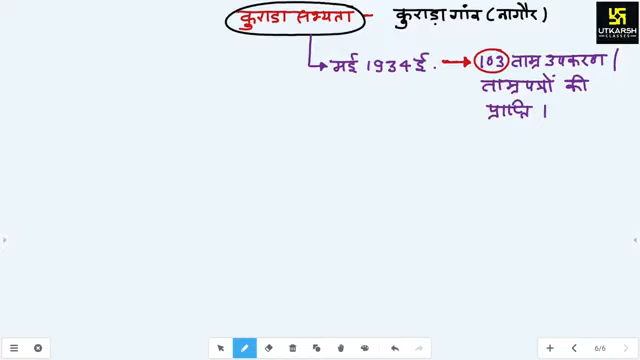 कुराडा सभ्यता – कुराड़ा गांव (नागौर)
मई 1934 ई. → 103 ताम्र उपकरण /
ताम्रपत्रों की
प्राप्ति ।
UTKARSH
CLASSES
6/6